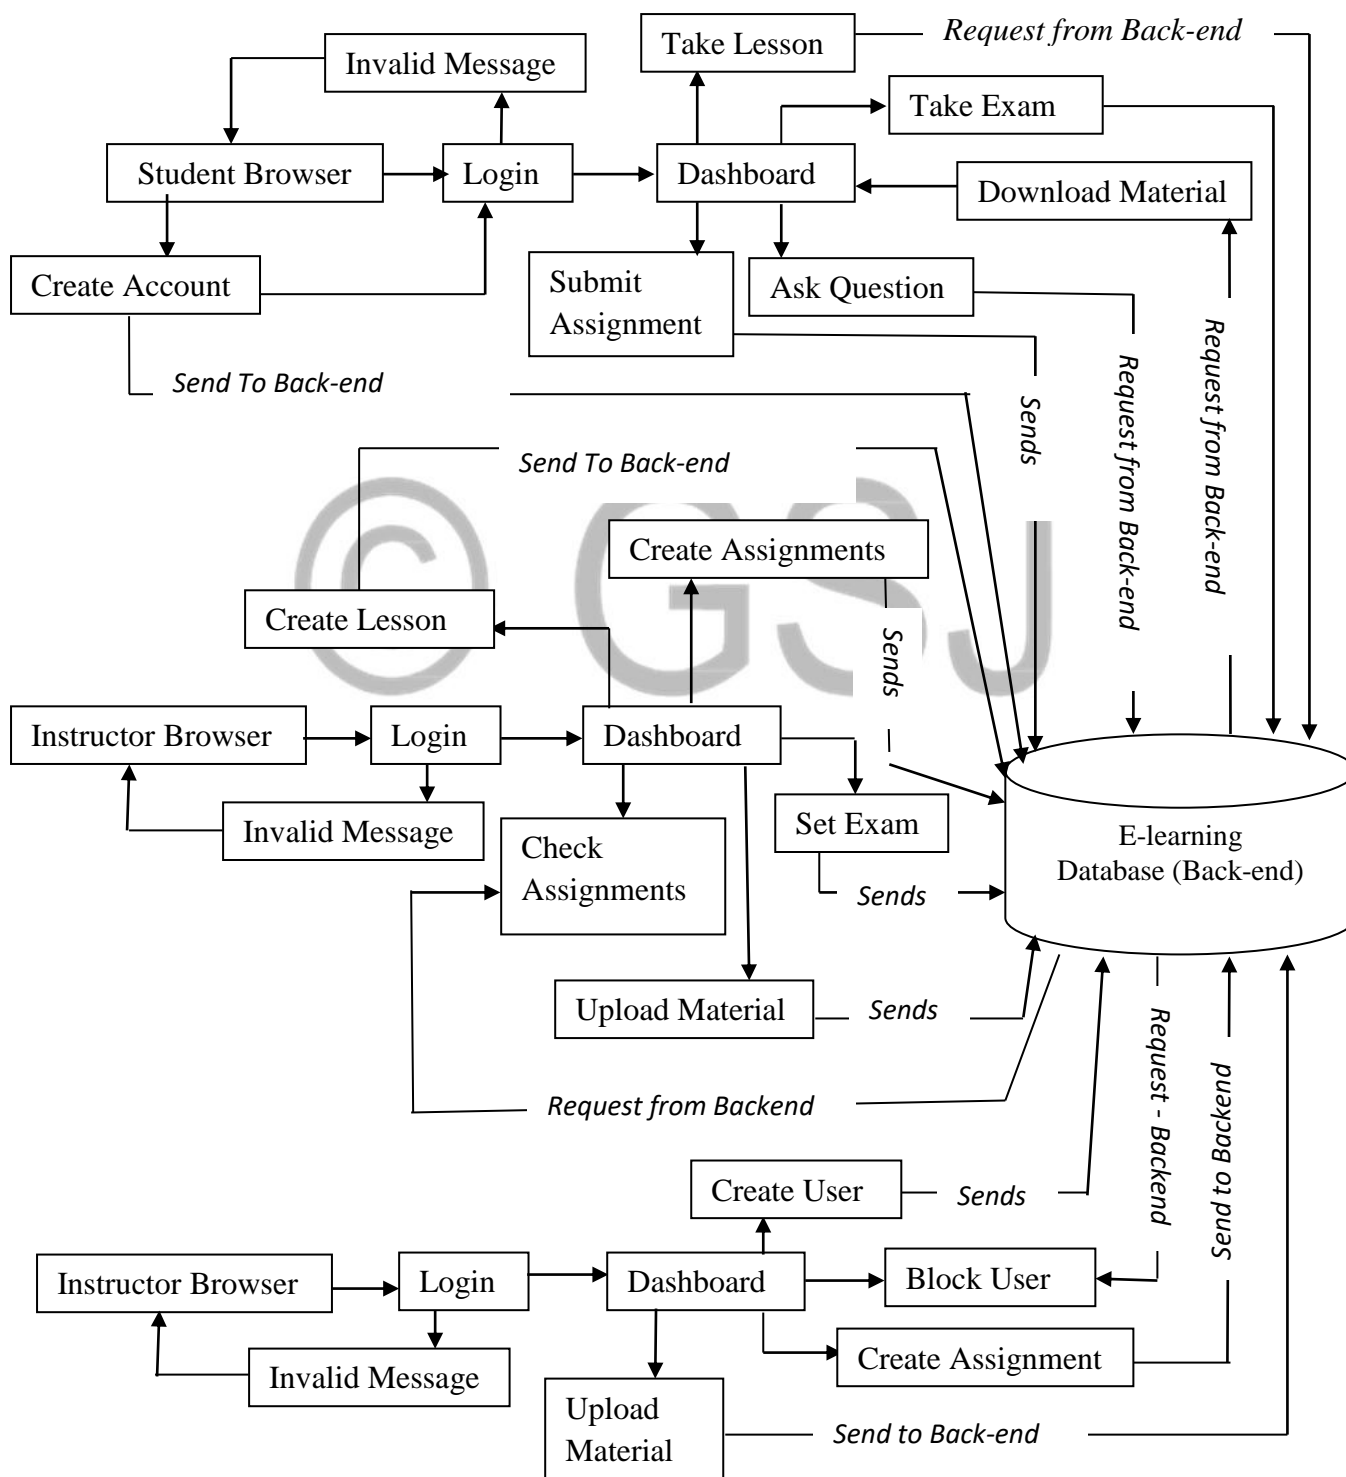 Take Lesson
Request from Back-end
Invalid Message
Take Exam
Student Browser
Login
Dashboard
Download Material
Create Account
Submit
Assignment
Ask Question
Send To Back-end
Sends
Request from Back-end
Request from Back-end
Send To Back-end
© GSJ
Create Assignments
Create Lesson
Sends
Instructor Browser
Login
Dashboard
Invalid Message
Set Exam
Check
Assignments
Sends
E-learning
Database (Back-end)
Upload Material
Sends
Request from Backend
Request - Backend
Send to Backend
Create User
Sends
Instructor Browser
Login
Dashboard
Block User
Invalid Message
Create Assignment
Upload
Material
Send to Back-end